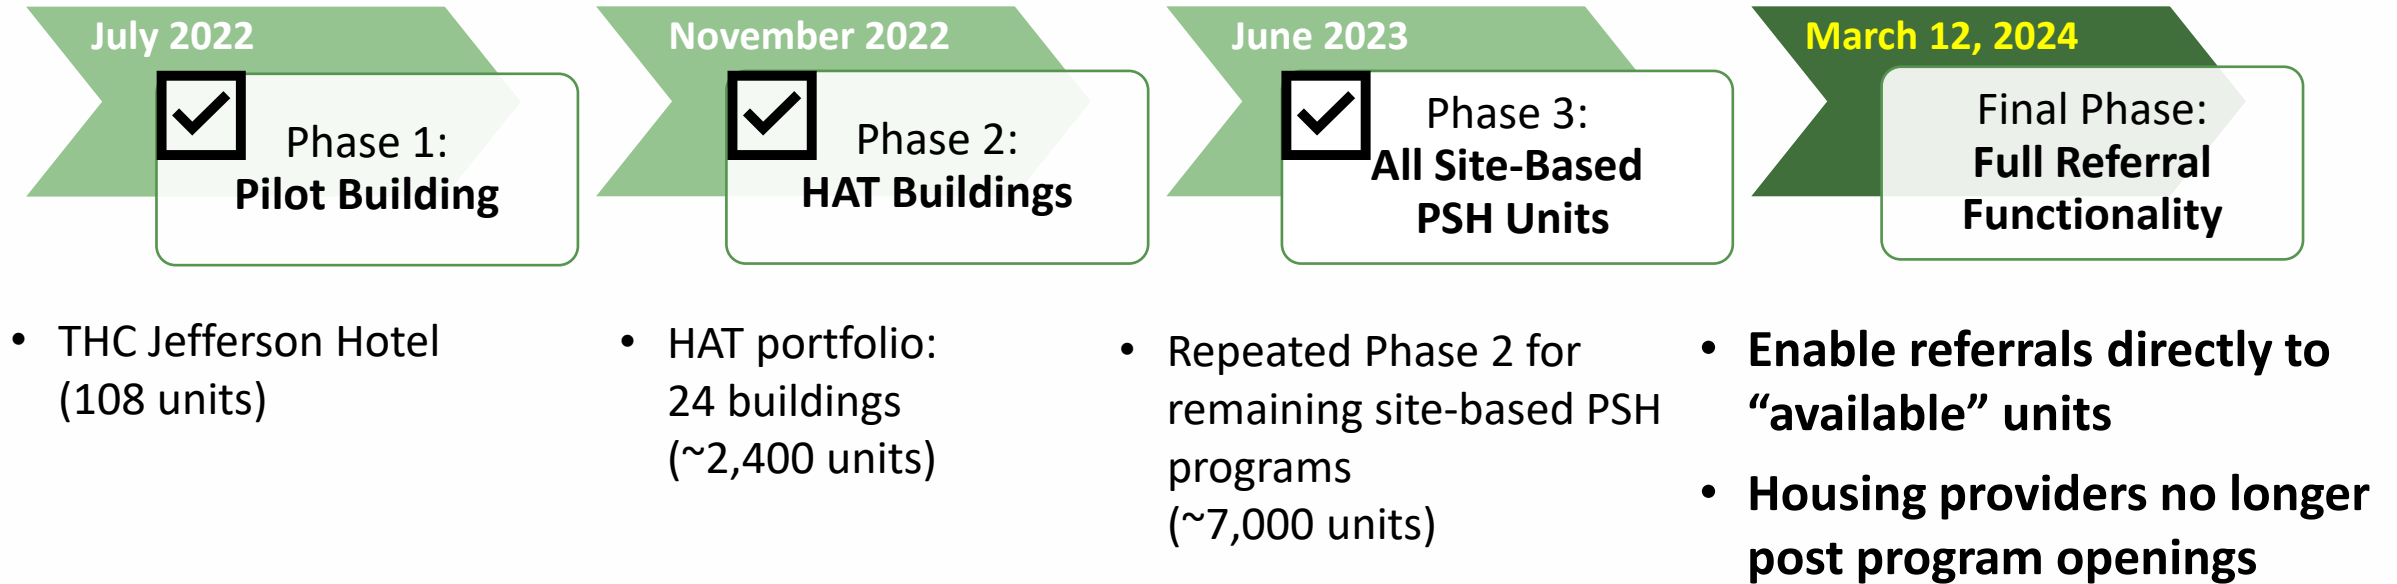 July 2022
Phase 1:
Pilot Building
• THC Jefferson Hotel
(108 units)
November 2022
Phase 2:
HAT Buildings
• HAT portfolio:
24 buildings
(~2,400 units)
June 2023
Phase 3:
All Site-Based
PSH Units
• Repeated Phase 2 for
remaining site-based PSH
programs
(~7,000 units)
March 12, 2024
Final Phase:
Full Referral
Functionality
• Enable referrals directly to
“available” units
• Housing providers no longer
post program openings